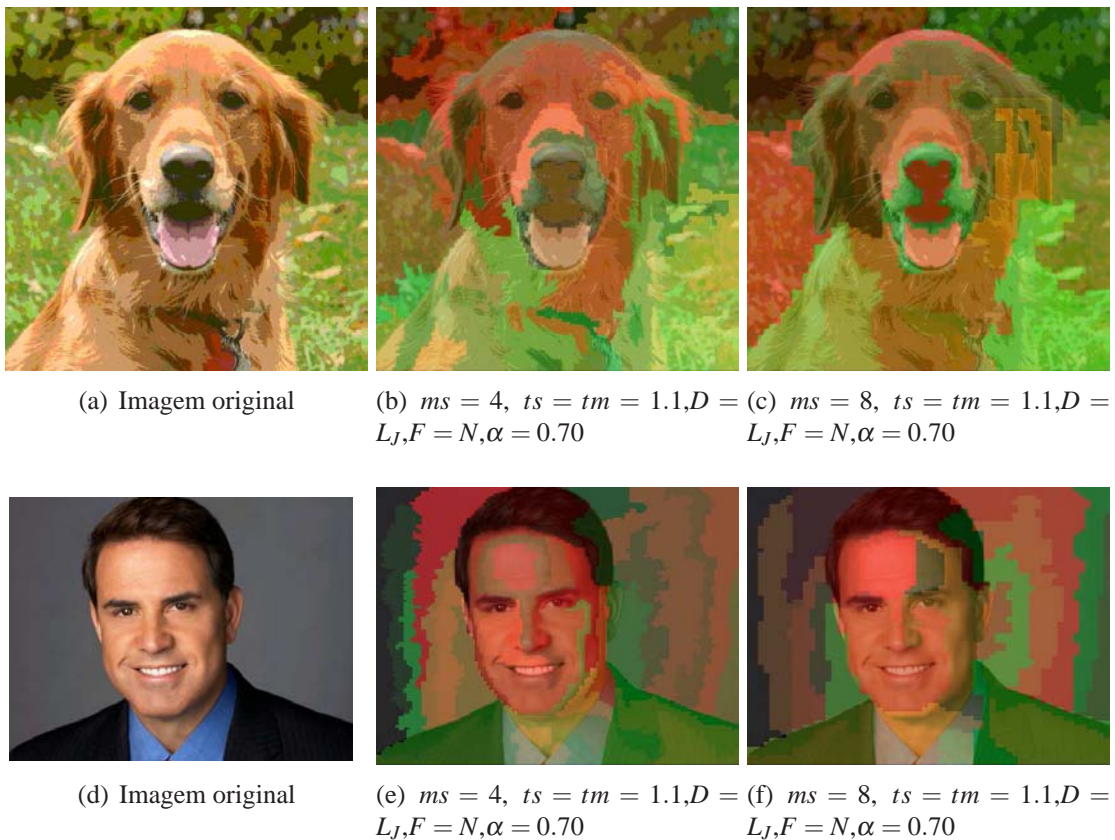 (a) Imagem original
(b) ms = 4, ts = tm = 1.1,D =
L_J,F = N,α = 0.70
(c) ms = 8, ts = tm = 1.1,D =
L_J,F = N,α = 0.70
(d) Imagem original
(e) ms = 4, ts = tm = 1.1,D =
L_J,F = N,α = 0.70
(f) ms = 8, ts = tm = 1.1,D =
L_J,F = N,α = 0.70